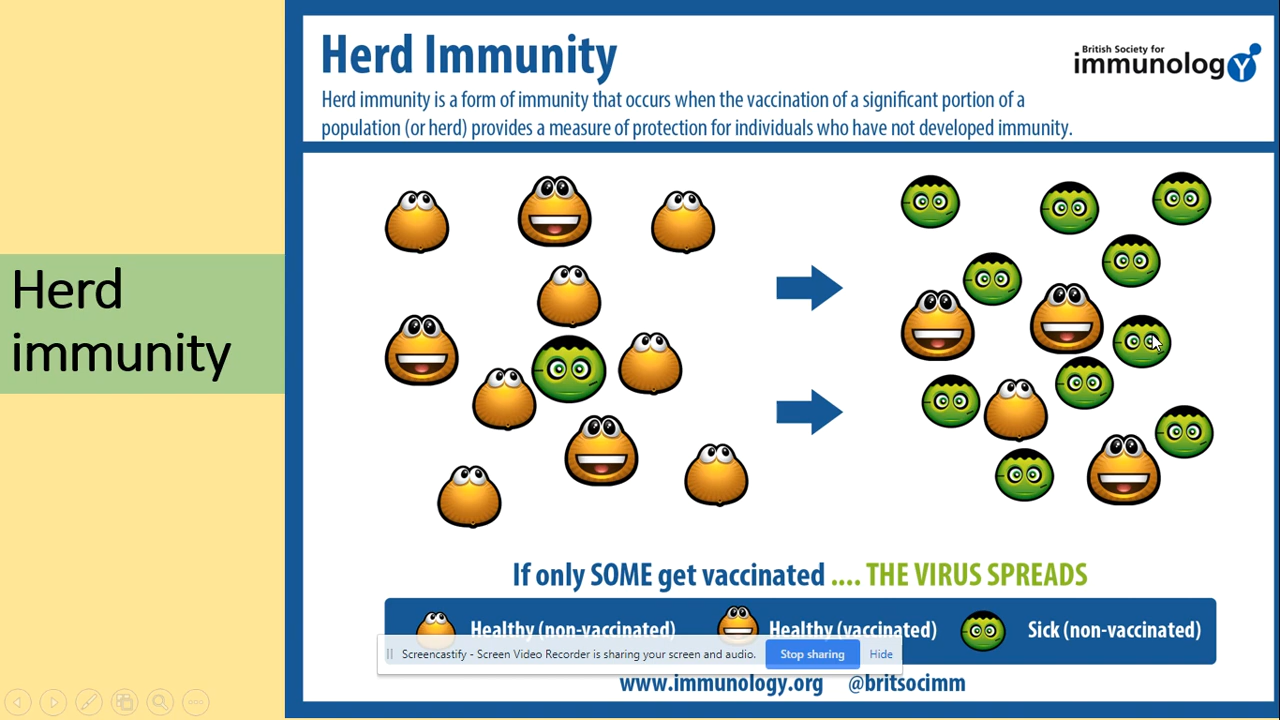 Herd
immunity
Herd Immunity
British Society for
immunology
Herd immunity is a form of immunity that occurs when the vaccination of a significant portion of a
population (or herd) provides a measure of protection for individuals who have not developed immunity.
If only SOME get vaccinated .... THE VIRUS SPREADS
Healthy (non-vaccinated) Healthy (vaccinated) Sick (non-vaccinated)
Screencastify - Screen Video Recorder is sharing your screen and audio. Stop sharing Hide
www.immunology.org @britsocimm